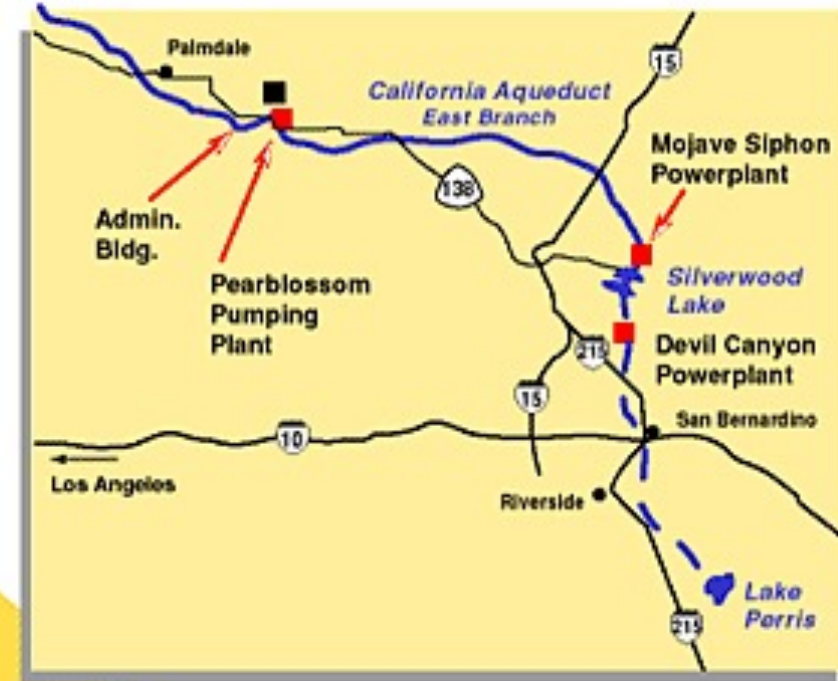 Palmdale
15
California Aqueduct
East Branch
Mojave Siphon
Powerplant
138
Admin.
Bldg.
Pearblossom
Pumping
Plant
Silverwood
Lake
215
Devil Canyon
Powerplant
15
San Bernardino
10
Los Angeles
Riverside
Lake
Perris
215